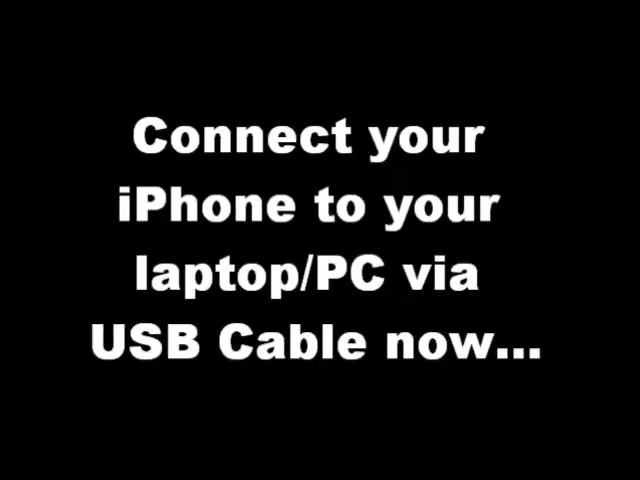 Connect your
iPhone to your
laptop/PC via
USB Cable now...